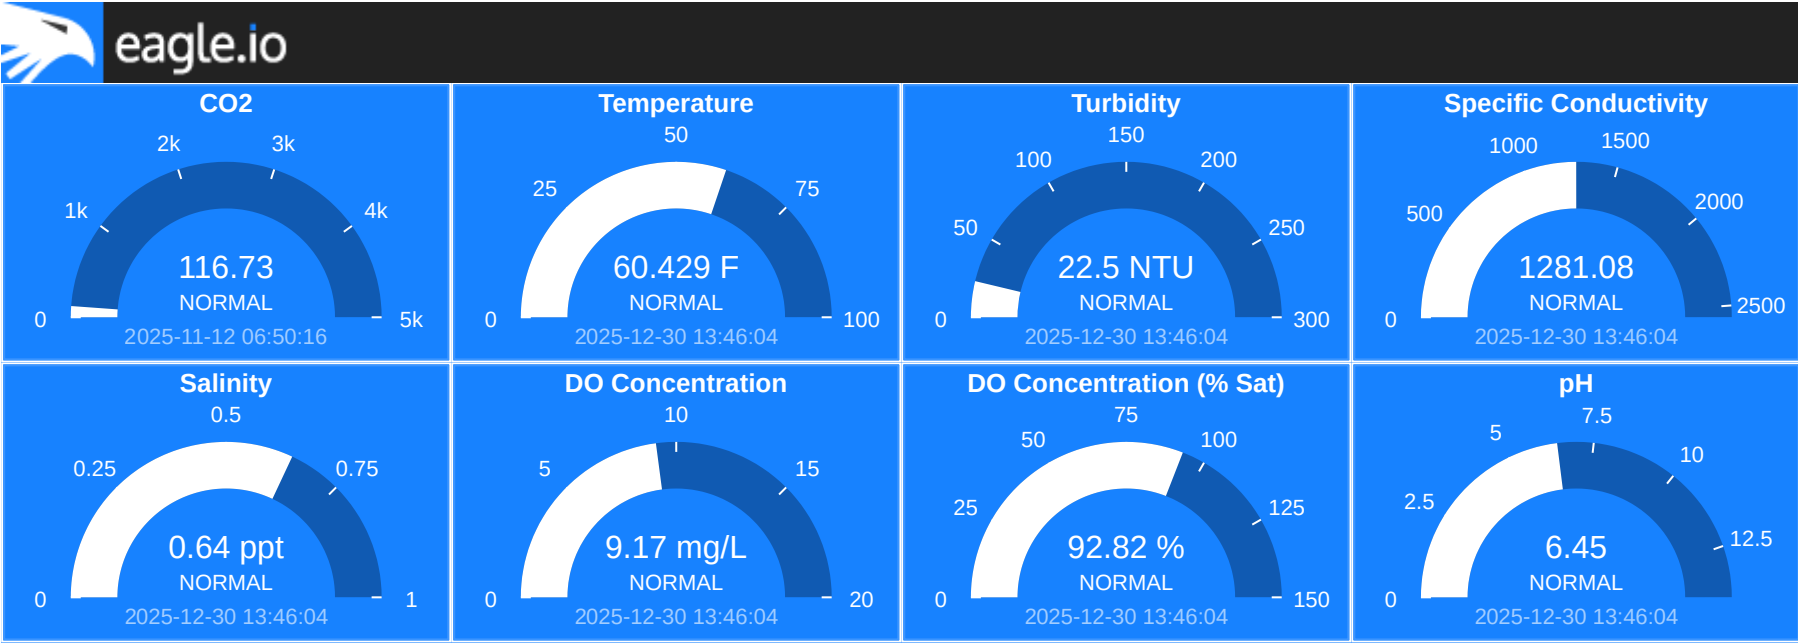 eagle.io
CO2
0
1k
2k
3k
4k
5k
116.73
NORMAL
2025-11-12 06:50:16
Temperature
0
25
50
75
100
60.429 F
NORMAL
2025-12-30 13:46:04
Turbidity
0
50
100
150
200
250
300
22.5 NTU
NORMAL
2025-12-30 13:46:04
Specific Conductivity
0
500
1000
1500
2000
2500
1281.08
NORMAL
2025-12-30 13:46:04
Salinity
0
0.25
0.5
0.75
1
0.64 ppt
NORMAL
2025-12-30 13:46:04
DO Concentration
0
5
10
15
20
9.17 mg/L
NORMAL
2025-12-30 13:46:04
DO Concentration (% Sat)
0
25
50
75
100
125
150
92.82 %
NORMAL
2025-12-30 13:46:04
pH
0
2.5
5
7.5
10
12.5
6.45
NORMAL
2025-12-30 13:46:04